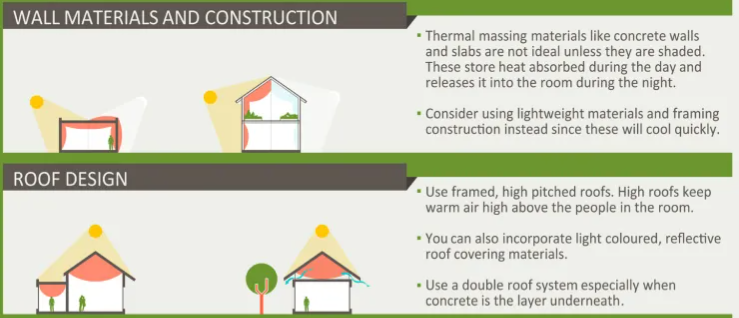 WALL MATERIALS AND CONSTRUCTION
▪ Thermal massing materials like concrete walls
and slabs are not ideal unless they are shaded.
These store heat absorbed during the day and
releases it into the room during the night.
▪ Consider using lightweight materials and framing
construction instead since these will cool quickly.
ROOF DESIGN
▪ Use framed, high pitched roofs. High roofs keep
warm air high above the people in the room.
▪ You can also incorporate light coloured, reflective
roof covering materials.
▪ Use a double roof system especially when
concrete is the layer underneath.